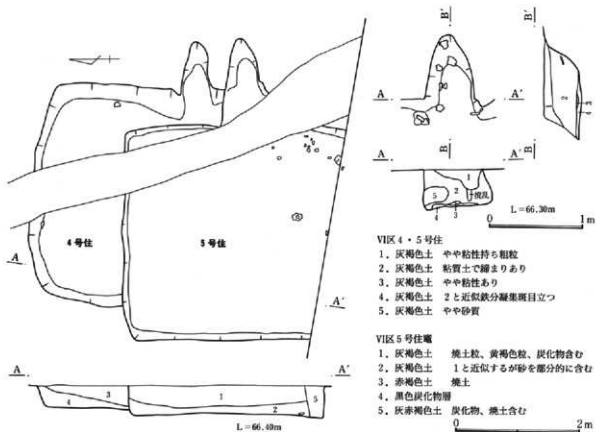 B′
B
A
A′
B′
B
2
A
A′
1
2
5
攪乱
4
3
L=66.30m
0
1m
4号住
5号住
A
A′
VI区4・5号住
1．灰褐色土 やや粘性持ち粗粒
2．灰褐色土 粘質土で締まりあり
3．灰褐色土 やや粘性あり
4．灰褐色土 2と近似鉄分凝集斑目立つ
5．灰褐色土 やや砂質
VI区5号住竈
1．灰褐色土 焼土粒、黄褐色粒、炭化物含む
2．灰褐色土 1と近似するが砂を部分的に含む
3．赤褐色土 焼土
4．黒色炭化物層
5．灰赤褐色土 炭化物、焼土含む
A
A′
4
3
1
2
5
L=66.40m
0
2m